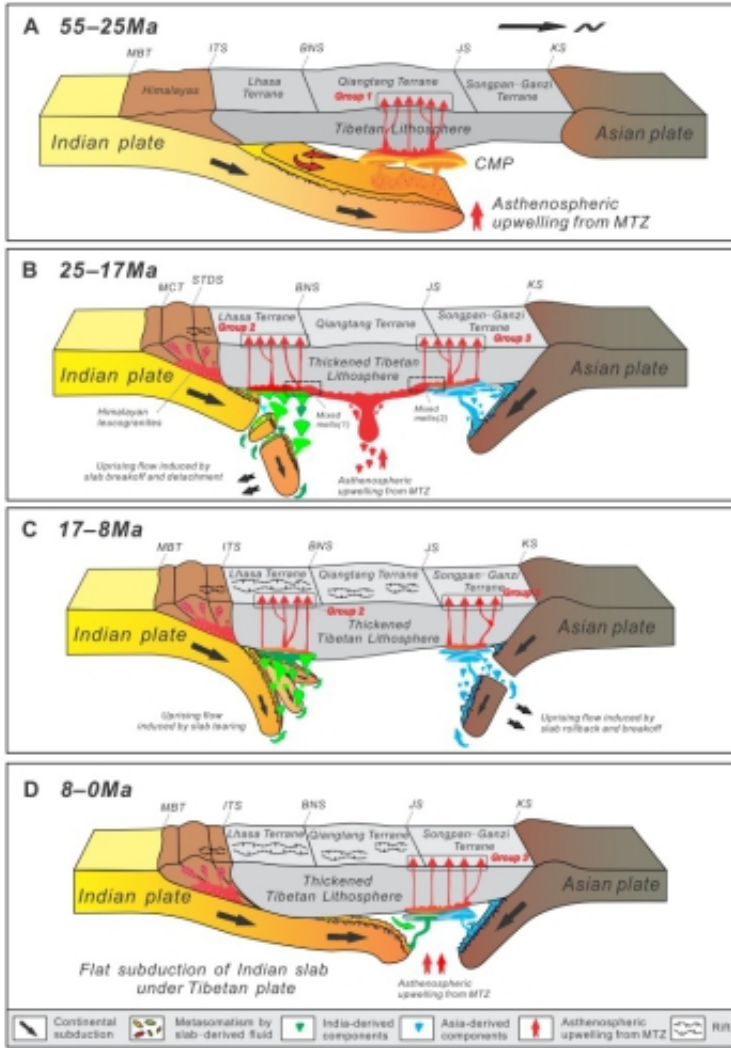 A 55–25Ma
N
MBT ITS BNS JS KS
Himalayas
Lhasa
Terrane
Qiangtang Terrane
Songpan-Ganzi
Terrane
Group 1
Indian plate
Tibetan Lithosphere
Asian plate
CMP
Asthenospheric
upwelling from MTZ
B 25–17Ma
MCT STDS BNS JS KS
Lhasa Terrane
Group 2
Qiangtang Terrane
Songpan-Ganzi
Terrane
Group 3
Indian plate
Thickened Tibetan
Lithosphere
Asian plate
Himalayan
leucogranites
Mixed
melts(1)
Mixed
melts(2)
Uprising flow induced by
slab breakoff and detachment
Asthenospheric
upwelling from MTZ
C 17–8Ma
MBT ITS BNS JS KS
Lhasa Terrane
Qiangtang Terrane
Songpan-Ganzi
Terrane
Group 2
Indian plate
Thickened
Tibetan Lithosphere
Asian plate
Uprising flow
induced by
slab tearing
Uprising flow induced by
slab rollback and breakoff
D 8–0Ma
MBT ITS BNS JS KS
Lhasa Terrane
Qiangtang Terrane
Songpan-Ganzi
Terrane
Group 3
Indian plate
Thickened
Tibetan Lithosphere
Asian plate
Flat subduction of Indian slab
under Tibetan plate
Asthenospheric
upwelling from MTZ
Continental
subduction
Metasomatism by
slab-derived fluid
India-derived
components
Asia-derived
components
Asthenospheric
upwelling from MTZ
Rift